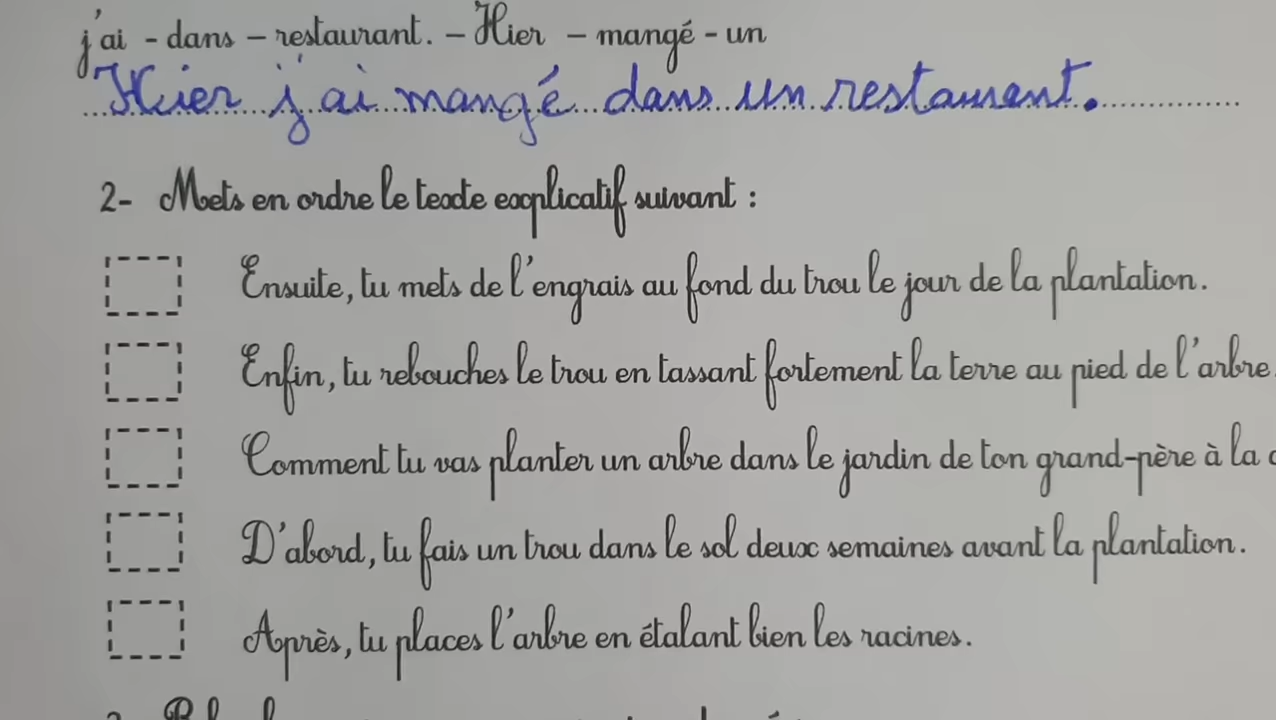 j'ai - dans - restaurant. - Hier - mangé - un
Hier j'ai mangé dans un restaurant.
2- Mets en ordre le texte explicatif suivant :
Ensuite, tu mets de l'engrais au fond du trou le jour de la plantation.
Enfin, tu rebouches le trou en tassant fortement la terre au pied de l'arbre.
Comment tu vas planter un arbre dans le jardin de ton grand-père à la
D'abord, tu fais un trou dans le sol deux semaines avant la plantation.
Après, tu places l'arbre en étalant bien les racines.